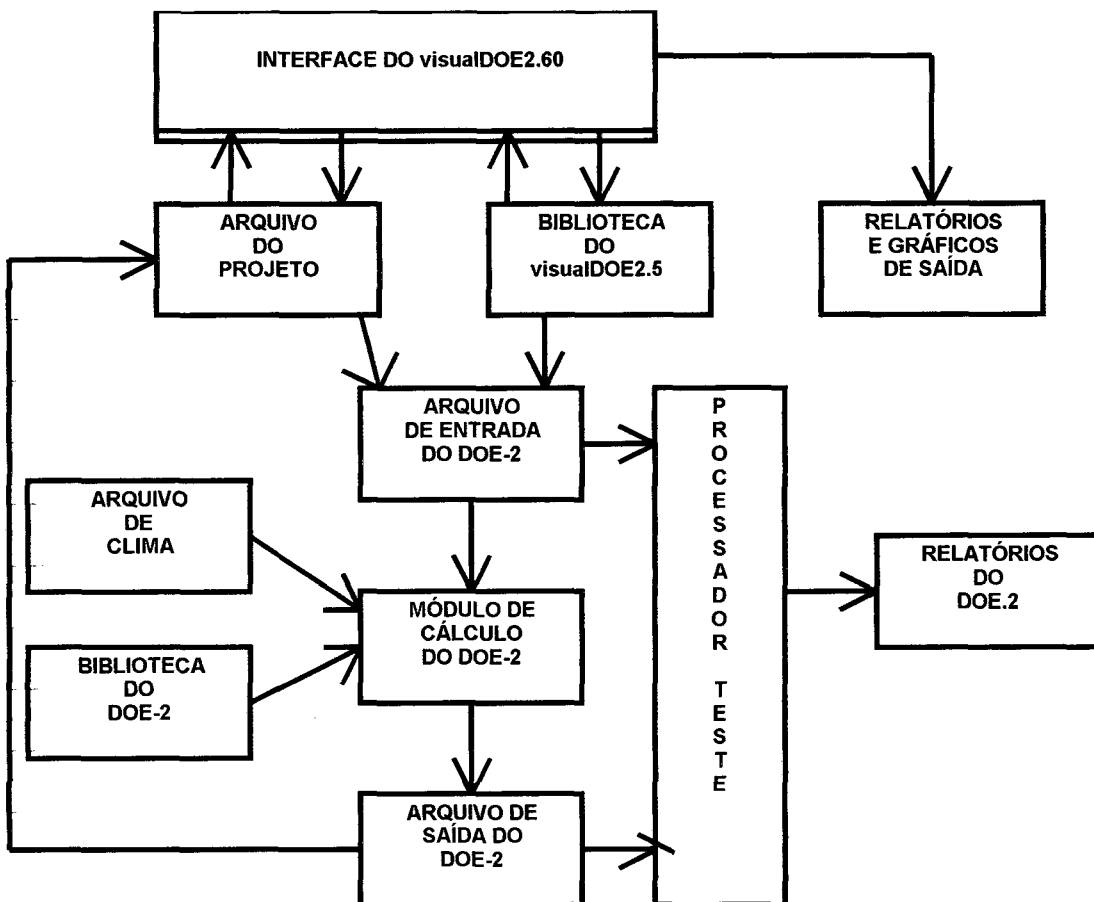 INTERFACE DO visualDOE2.60
ARQUIVO
DO
PROJETO
BIBLIOTECA
DO
visualDOE2.5
RELATÓRIOS
E GRÁFICOS
DE SAÍDA
ARQUIVO
DE ENTRADA
DO DOE-2
PROCESSADOR TESTE
ARQUIVO
DE
CLIMA
RELATÓRIOS
DO
DOE.2
MÓDULO DE
CÁLCULO
DO DOE-2
BIBLIOTECA
DO
DOE-2
ARQUIVO DE
SAÍDA DO
DOE-2